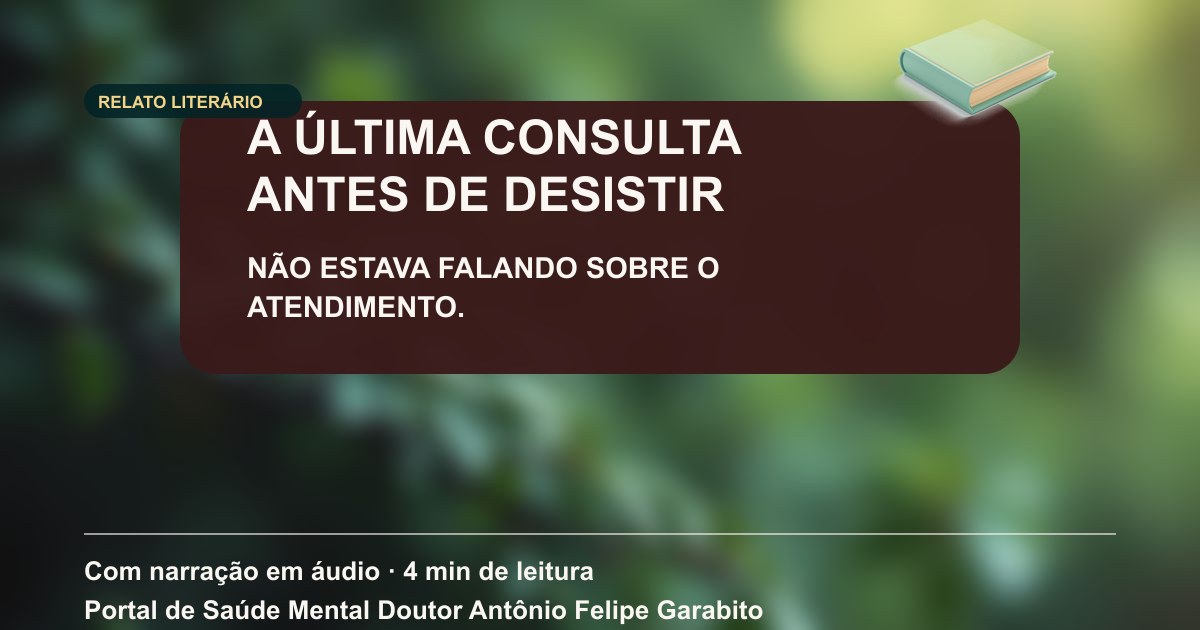 RELATO LITERÁRIO
A ÚLTIMA CONSULTA
ANTES DE DESISTIR
NÃO ESTAVA FALANDO SOBRE O
ATENDIMENTO.
Com narração em áudio · 4 min de leitura
Portal de Saúde Mental Doutor Antônio Felipe Garabito